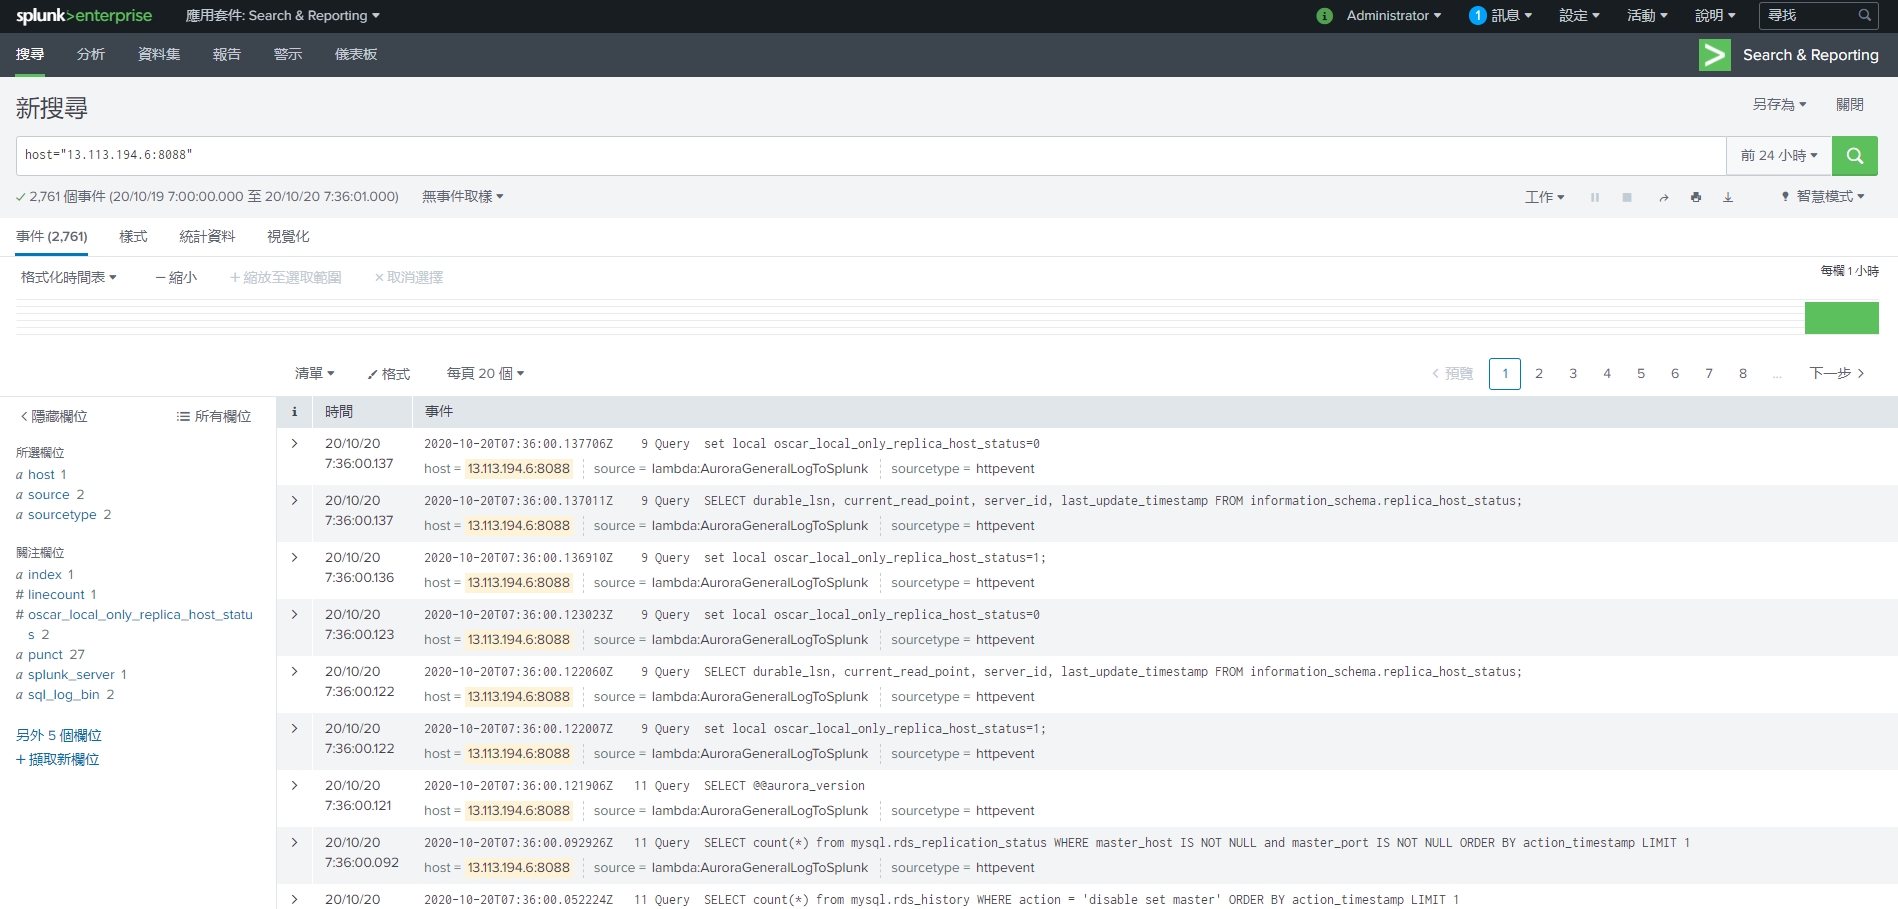 splunk>enterprise 應用套件: Search & Reporting Administrator 1 訊息 設定 活動 說明 尋找
搜尋 分析 資料集 報告 警示 儀表板 Search & Reporting
新搜尋 另存為 關閉
host="13.113.194.6:8088" 前 24 小時
2,761 個事件 (20/10/19 7:00:00.000 至 20/10/20 7:36:01.000) 無事件取樣 工作 智慧模式
事件 (2,761) 樣式 統計資料 視覺化
格式化時間表 — 縮小 + 縮放至選取範圍 × 取消選擇 每欄 1 小時
清單 格式 每頁 20 個 < 預覽 1 2 3 4 5 6 7 8 ... 下一步 >
< 隱藏欄位 所有欄位
所選欄位
a host 1
a source 2
a sourcetype 2
關注欄位
a index 1
# linecount 1
# oscar_local_only_replica_host_statu
s 2
a punct 27
a splunk_server 1
a sql_log_bin 2
另外 5 個欄位
+ 擷取新欄位
i 時間 事件
> 20/10/20 2020-10-20T07:36:00.137706Z 9 Query set local oscar_local_only_replica_host_status=0
7:36:00.137 host = 13.113.194.6:8088 source = lambda:AuroraGeneralLogToSplunk sourcetype = httpevent
> 20/10/20 2020-10-20T07:36:00.137011Z 9 Query SELECT durable_lsn, current_read_point, server_id, last_update_timestamp FROM information_schema.replica_host_status;
7:36:00.137 host = 13.113.194.6:8088 source = lambda:AuroraGeneralLogToSplunk sourcetype = httpevent
> 20/10/20 2020-10-20T07:36:00.136910Z 9 Query set local oscar_local_only_replica_host_status=1;
7:36:00.136 host = 13.113.194.6:8088 source = lambda:AuroraGeneralLogToSplunk sourcetype = httpevent
> 20/10/20 2020-10-20T07:36:00.123023Z 9 Query set local oscar_local_only_replica_host_status=0
7:36:00.123 host = 13.113.194.6:8088 source = lambda:AuroraGeneralLogToSplunk sourcetype = httpevent
> 20/10/20 2020-10-20T07:36:00.122060Z 9 Query SELECT durable_lsn, current_read_point, server_id, last_update_timestamp FROM information_schema.replica_host_status;
7:36:00.122 host = 13.113.194.6:8088 source = lambda:AuroraGeneralLogToSplunk sourcetype = httpevent
> 20/10/20 2020-10-20T07:36:00.122007Z 9 Query set local oscar_local_only_replica_host_status=1;
7:36:00.122 host = 13.113.194.6:8088 source = lambda:AuroraGeneralLogToSplunk sourcetype = httpevent
> 20/10/20 2020-10-20T07:36:00.121906Z 11 Query SELECT @@aurora_version
7:36:00.121 host = 13.113.194.6:8088 source = lambda:AuroraGeneralLogToSplunk sourcetype = httpevent
> 20/10/20 2020-10-20T07:36:00.092926Z 11 Query SELECT count(*) from mysql.rds_replication_status WHERE master_host IS NOT NULL and master_port IS NOT NULL ORDER BY action_timestamp LIMIT 1
7:36:00.092 host = 13.113.194.6:8088 source = lambda:AuroraGeneralLogToSplunk sourcetype = httpevent
> 20/10/20 2020-10-20T07:36:00.052224Z 11 Query SELECT count(*) from mysql.rds_history WHERE action = 'disable set master' ORDER BY action_timestamp LIMIT 1